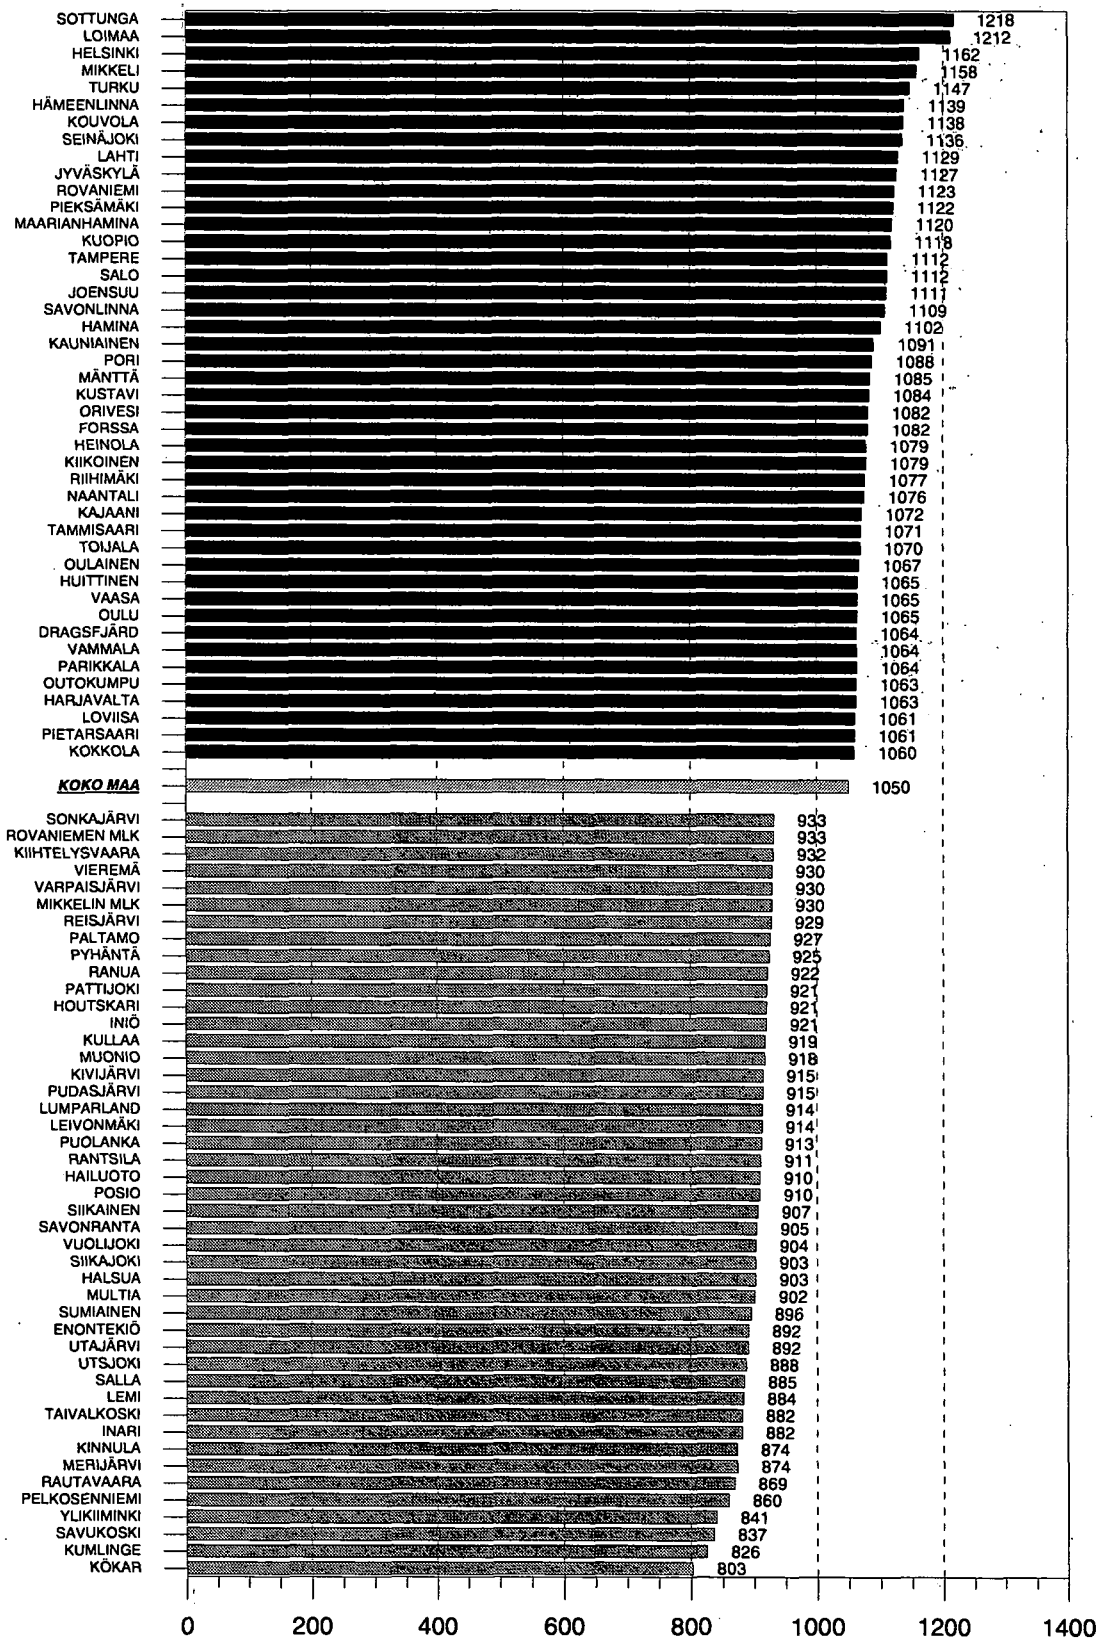 SOTTUNGA 1218
LOIMAA 1212
HELSINKI 1162
MIKKELI 1158
TURKU 1147
HÄMEENLINNA 1139
KOUVOLA 1138
SEINÄJOKI 1136
LAHTI 1129
JYVÄSKYLÄ 1127
ROVANIEMI 1123
PIEKSÄMÄKI 1122
MAARIANHAMINA 1120
KUOPIO 1118
TAMPERE 1112
SALO 1112
JOENSUU 1111
SAVONLINNA 1109
HAMINA 1102
KAUNIAINEN 1091
PORI 1088
MÄNTTÄ 1085
KUSTAVI 1084
ORIVESI 1082
FORSSA 1082
HEINOLA 1079
KIIKOINEN 1079
RIIHIMÄKI 1077
NAANTALI 1076
KAJAANI 1072
TAMMISAARI 1071
TOIJALA 1070
OULAINEN 1067
HUITTINEN 1065
VAASA 1065
OULU 1065
DRAGSFJÄRD 1064
VAMMALA 1064
PARIKKALA 1064
OUTOKUMPU 1063
HARJAVALTA 1063
LOVIISA 1061
PIETARSAARI 1061
KOKKOLA 1060
KOKO MAA 1050
SONKAJÄRVI 933
ROVANIEMEN MLK 933
KIIHTELYSVAARA 932
VIEREMÄ 930
VARPAISJÄRVI 930
MIKKELIN MLK 930
REISJÄRVI 929
PALTAMO 927
PYHÄNTÄ 925
RANUA 922
PATTIJOKI 921
HOUTSKARI 921
INIÖ 921
KULLAA 919
MUONIO 918
KIVIJÄRVI 915
PUDASJÄRVI 915
LUMPARLAND 914
LEIVONMÄKI 914
PUOLANKA 913
RANTSILA 911
HAILUOTO 910
POSIO 910
SIIKAINEN 907
SAVONRANTA 905
VUOLIJOKI 904
SIIKAJOKI 903
HALSUA 903
MULTIA 902
SUMIAINEN 896
ENONTEKIÖ 892
UTAJÄRVI 892
UTSJOKI 888
SALLA 885
LEMI 884
TAIVALKOSKI 882
INARI 882
KINNULA 874
MERIJÄRVI 874
RAUTAVAARA 869
PELKOSENNIEMI 860
YLIKIIMINKI 841
SAVUKOSKI 837
KUMLINGE 826
KÖKAR 803
0 200 400 600 800 1000 1200 1400